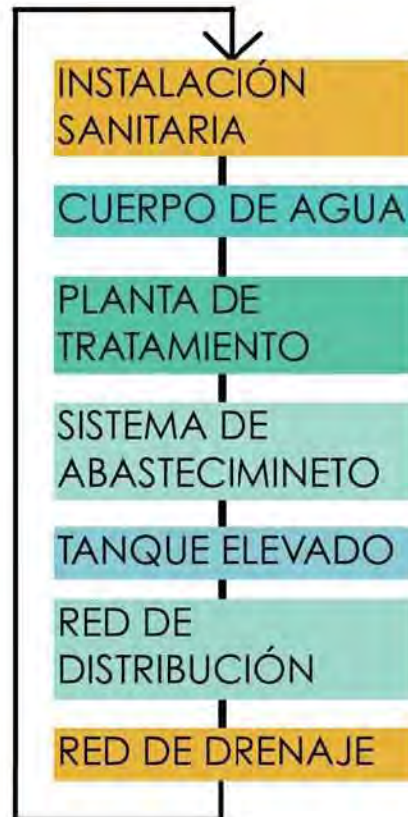 INSTALACIÓN
SANITARIA
CUERPO DE AGUA
PLANTA DE
TRATAMIENTO
SISTEMA DE
ABASTECIMINETO
TANQUE ELEVADO
RED DE
DISTRIBUCIÓN
RED DE DRENAJE